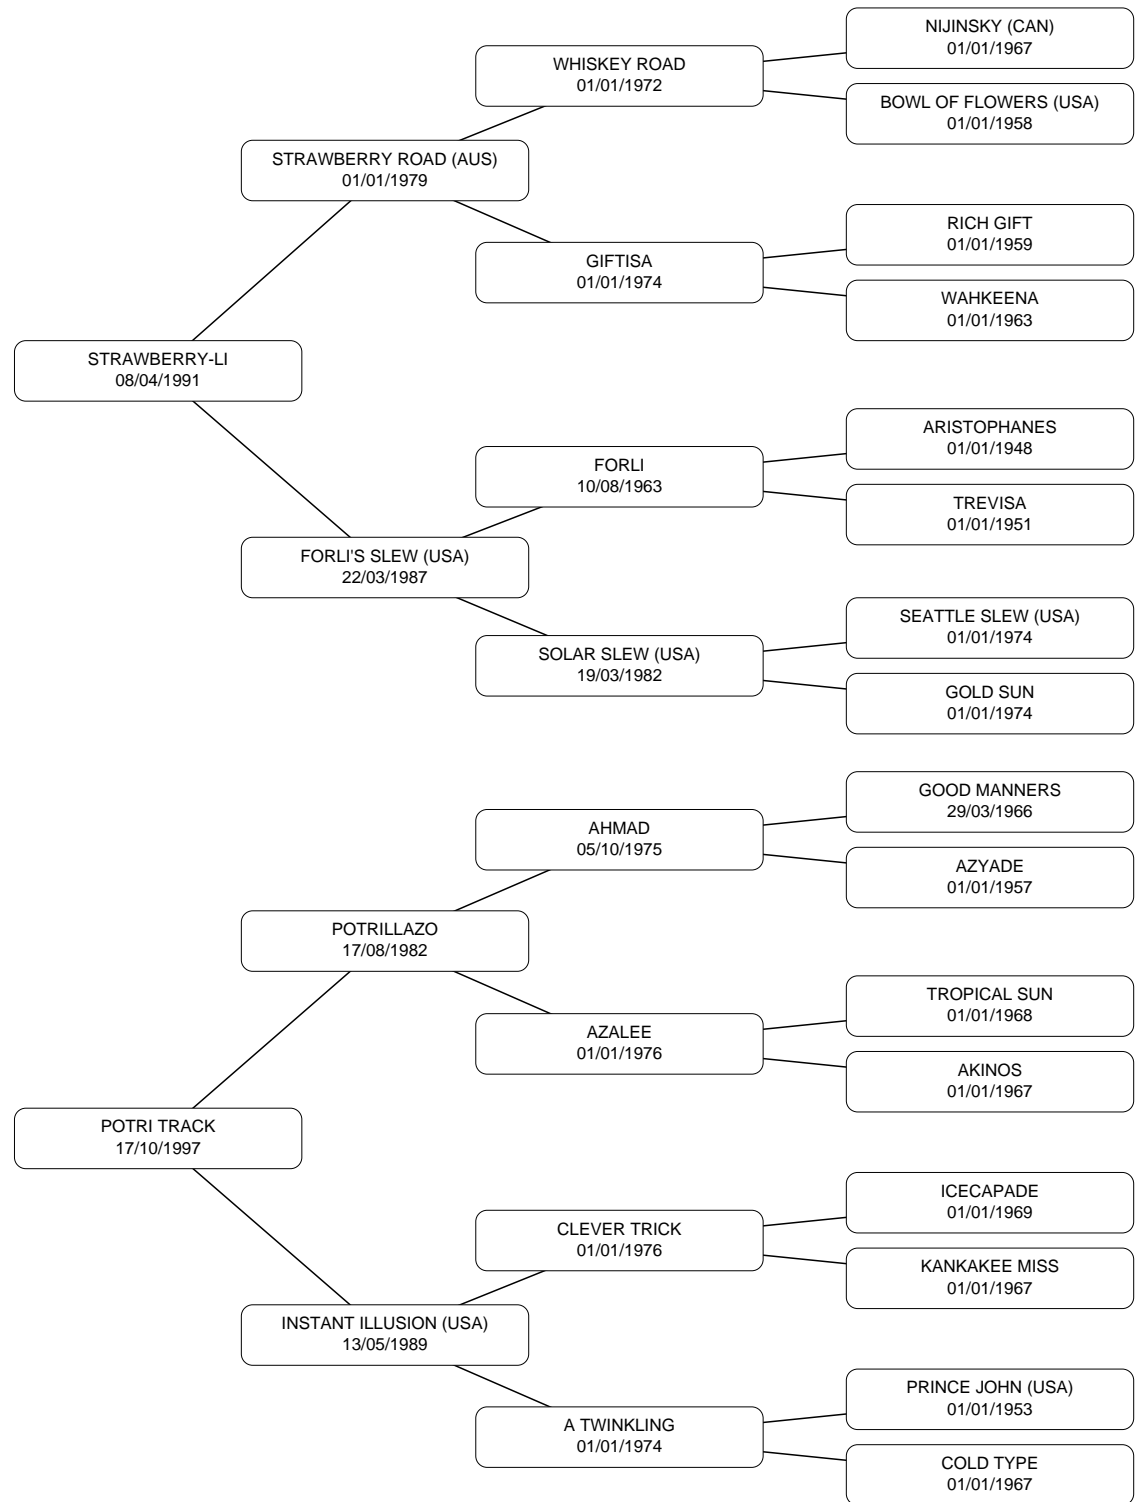 NIJINSKY (CAN)
01/01/1967
WHISKEY ROAD
01/01/1972
BOWL OF FLOWERS (USA)
01/01/1958
STRAWBERRY ROAD (AUS)
01/01/1979
RICH GIFT
01/01/1959
GIFTISA
01/01/1974
WAHKEENA
01/01/1963
STRAWBERRY-LI
08/04/1991
ARISTOPHANES
01/01/1948
FORLI
10/08/1963
TREVISA
01/01/1951
FORLI'S SLEW (USA)
22/03/1987
SEATTLE SLEW (USA)
01/01/1974
SOLAR SLEW (USA)
19/03/1982
GOLD SUN
01/01/1974
GOOD MANNERS
29/03/1966
AHMAD
05/10/1975
AZYADE
01/01/1957
POTRILLAZO
17/08/1982
TROPICAL SUN
01/01/1968
AZALEE
01/01/1976
AKINOS
01/01/1967
POTRI TRACK
17/10/1997
ICECAPADE
01/01/1969
CLEVER TRICK
01/01/1976
KANKAKEE MISS
01/01/1967
INSTANT ILLUSION (USA)
13/05/1989
PRINCE JOHN (USA)
01/01/1953
A TWINKLING
01/01/1974
COLD TYPE
01/01/1967